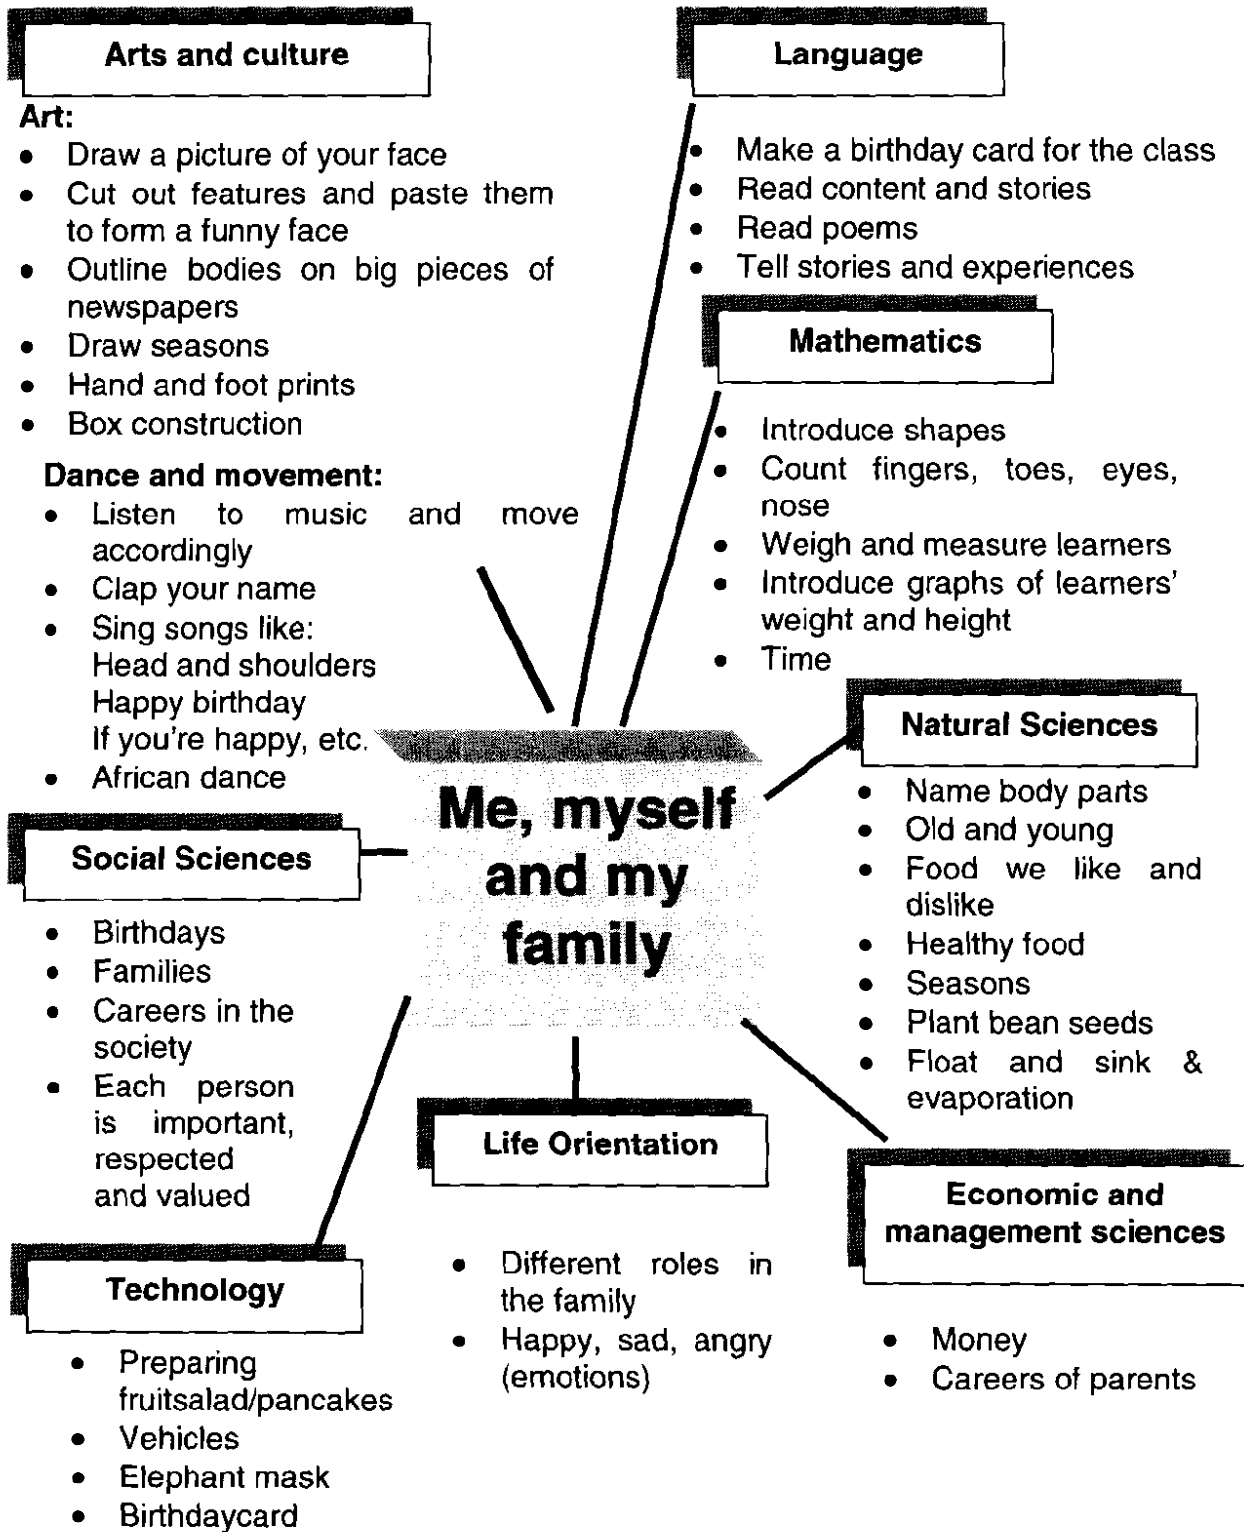 Arts and culture
Art:
• Draw a picture of your face
• Cut out features and paste them
to form a funny face
• Outline bodies on big pieces of
newspapers
• Draw seasons
• Hand and foot prints
• Box construction
Dance and movement:
• Listen to music and move
accordingly
• Clap your name
• Sing songs like:
Head and shoulders
Happy birthday
If you're happy, etc.
• African dance
Language
• Make a birthday card for the class
• Read content and stories
• Read poems
• Tell stories and experiences
Mathematics
• Introduce shapes
• Count fingers, toes, eyes,
nose
• Weigh and measure learners
• Introduce graphs of learners'
weight and height
• Time
Me, myself
and my
family
Natural Sciences
• Name body parts
• Old and young
• Food we like and
dislike
• Healthy food
• Seasons
• Plant bean seeds
• Float and sink &
evaporation
Social Sciences
• Birthdays
• Families
• Careers in the
society
• Each person
is important,
respected
and valued
Life Orientation
• Different roles in
the family
• Happy, sad, angry
(emotions)
Economic and
management sciences
• Money
• Careers of parents
Technology
• Preparing
fruitsalad/pancakes
• Vehicles
• Elephant mask
• Birthdaycard